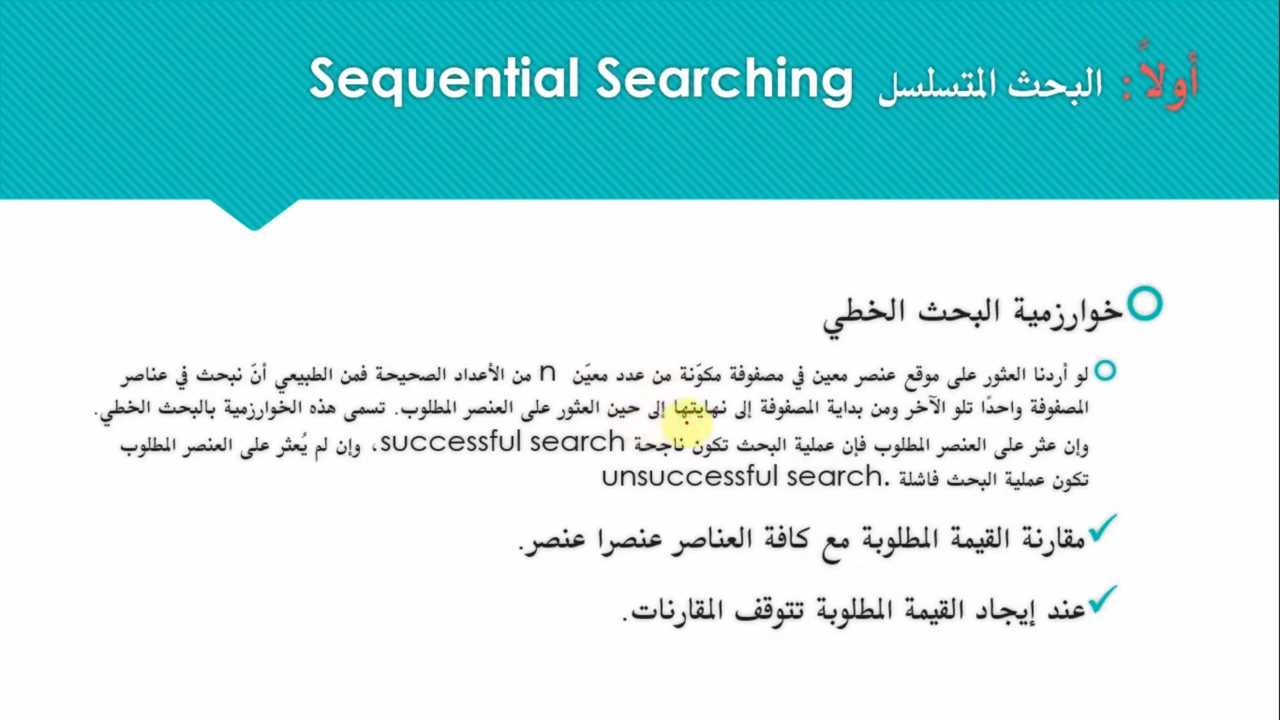 أولاً: البحث المتسلسل Sequential Searching
خوارزمية البحث الخطي
لو أردنا العثور على موقع عنصر معين في مصفوفة مكوّنة من عدد معيّن n من الأعداد الصحيحة فمن الطبيعي أنّ نبحث في عناصر
المصفوفة واحدًا تلو الآخر ومن بداية المصفوفة إلى نهايتها إلى حين العثور على العنصر المطلوب. تسمى هذه الخوارزمية بالبحث الخطي.
وإن عثر على العنصر المطلوب فإن عملية البحث تكون ناجحة successful search، وإن لم يُعثر على العنصر المطلوب
تكون عملية البحث فاشلة unsuccessful search.
مقارنة القيمة المطلوبة مع كافة العناصر عنصرا عنصر.
عند إيجاد القيمة المطلوبة تتوقف المقارنات.